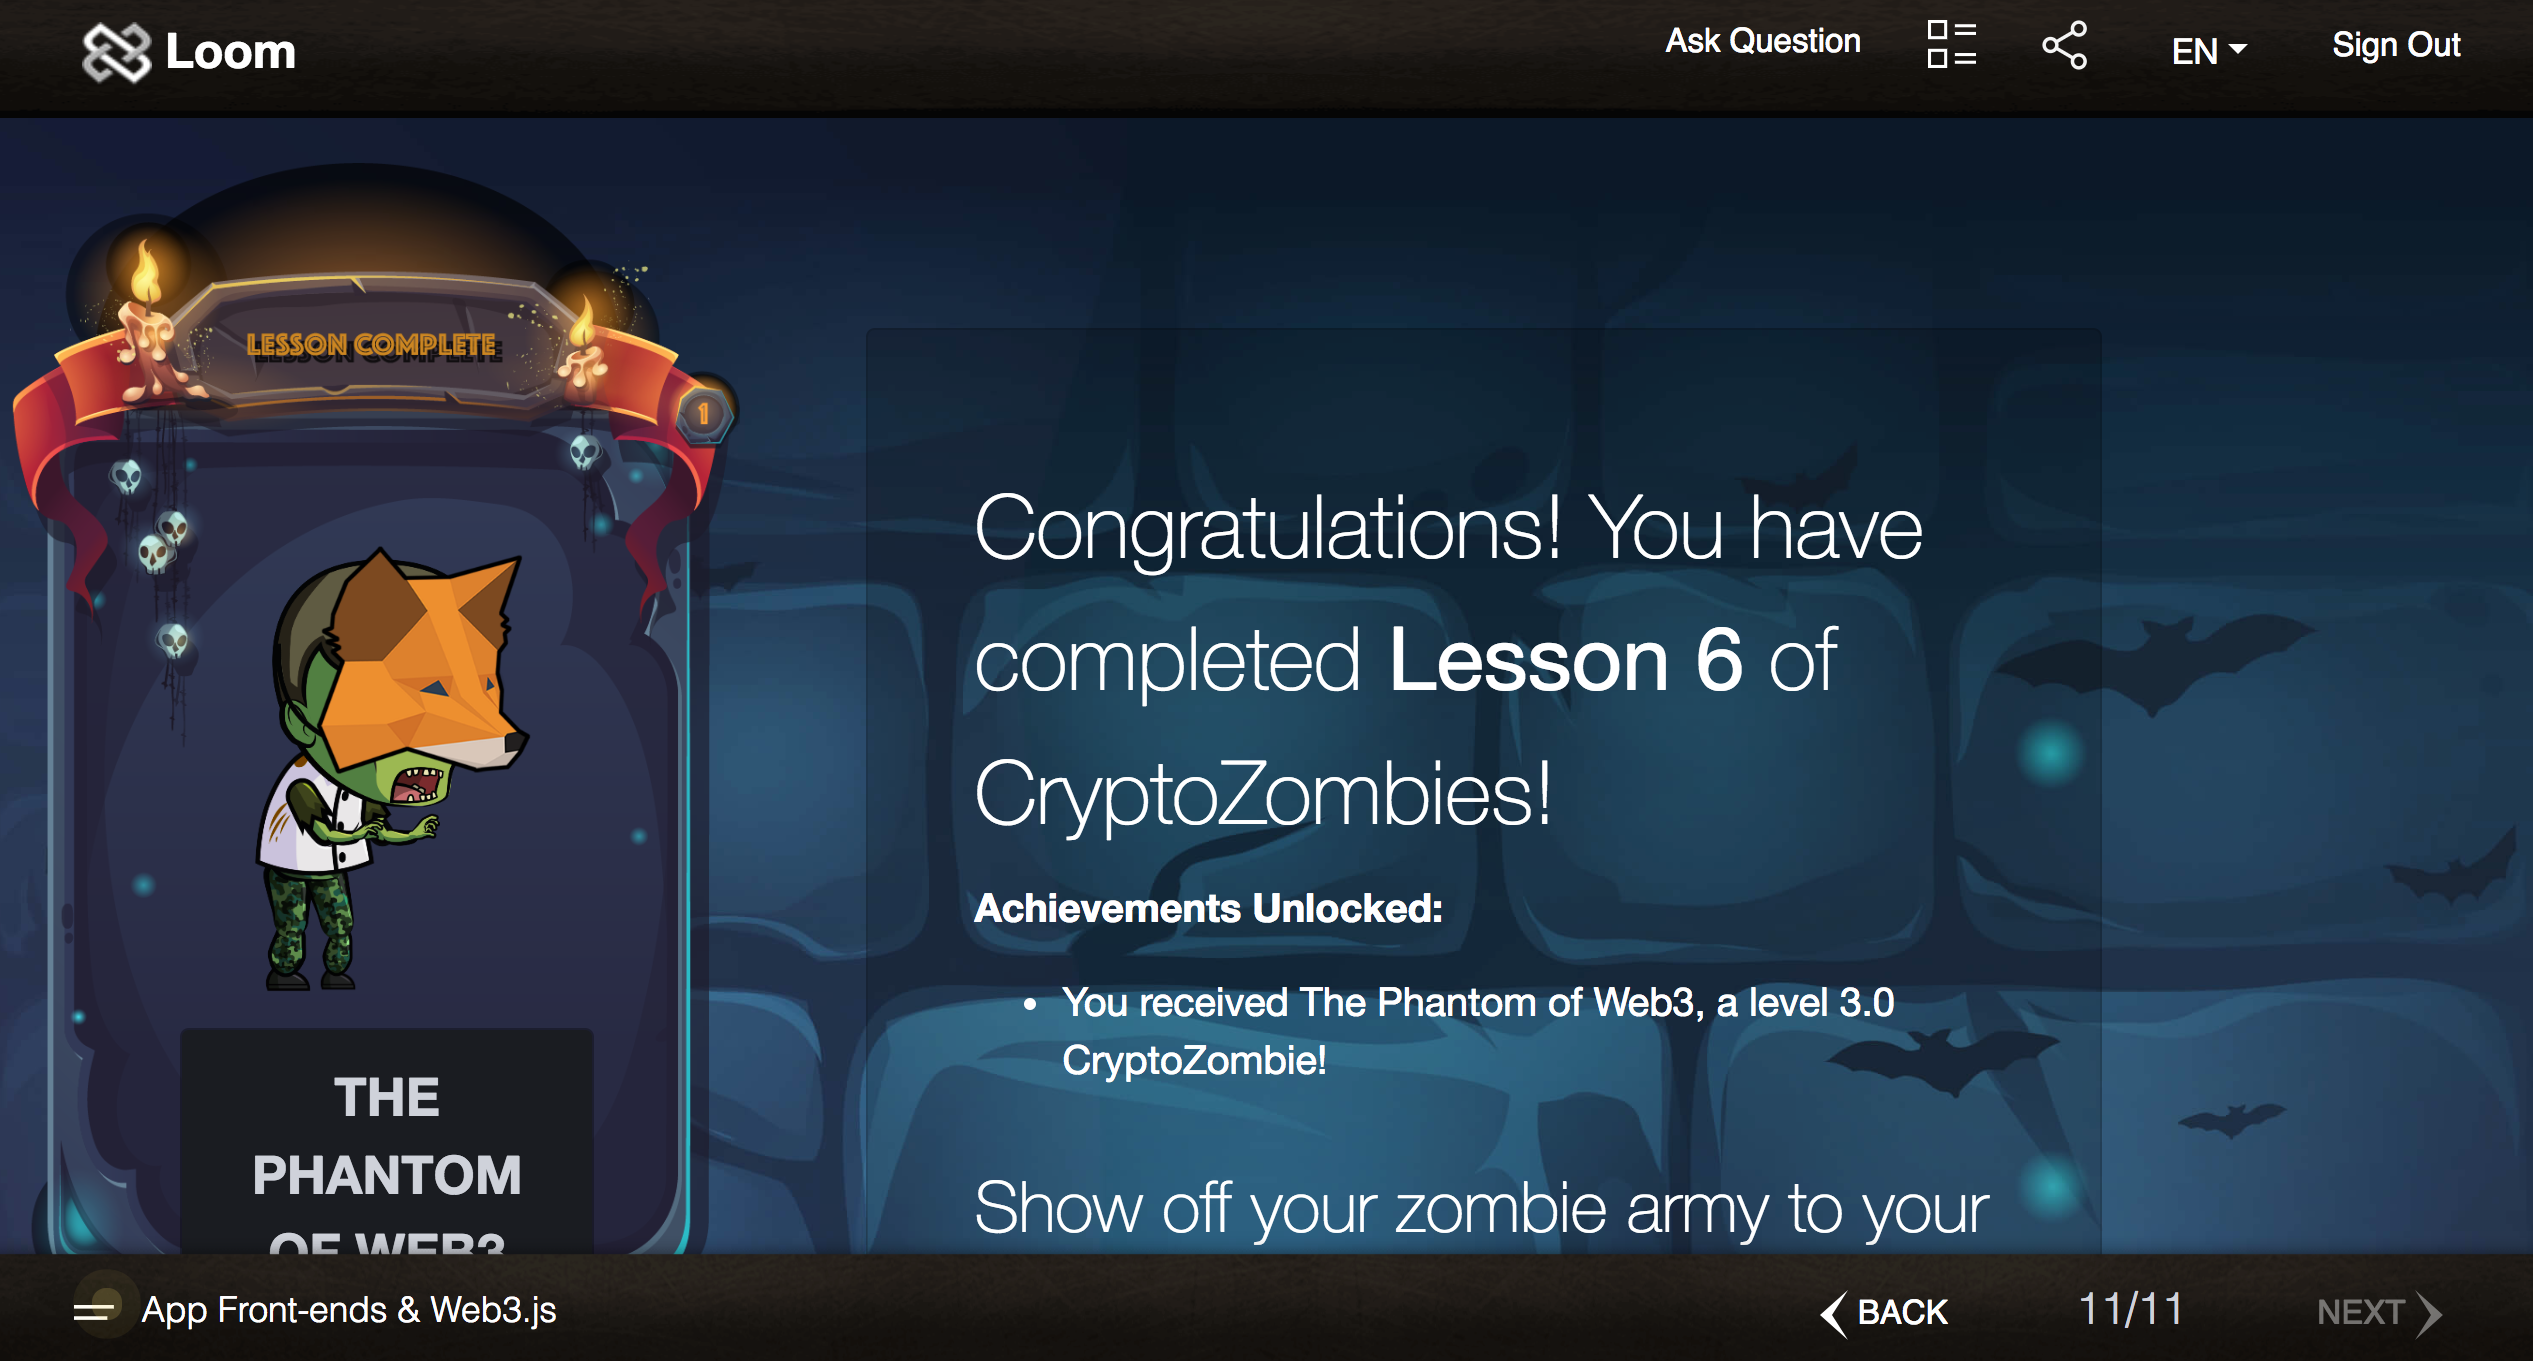 Loom
Ask Question
EN
Sign Out
LESSON COMPLETE
1
Congratulations! You have
completed Lesson 6 of
CryptoZombies!
Achievements Unlocked:
• You received The Phantom of Web3, a level 3.0
CryptoZombie!
Show off your zombie army to your
THE
PHANTOM
OF WEB3
App Front-ends & Web3.js
BACK
11/11
NEXT